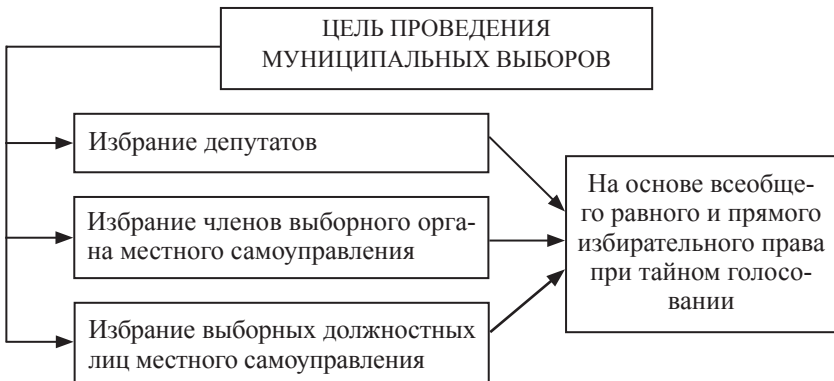 ЦЕЛЬ ПРОВЕДЕНИЯ
МУНИЦИПАЛЬНЫХ ВЫБОРОВ
Избрание депутатов
Избрание членов выборного орга-
на местного самоуправления
Избрание выборных должностных
лиц местного самоуправления
На основе всеобще-
го равного и прямого
избирательного права
при тайном голосо-
вании